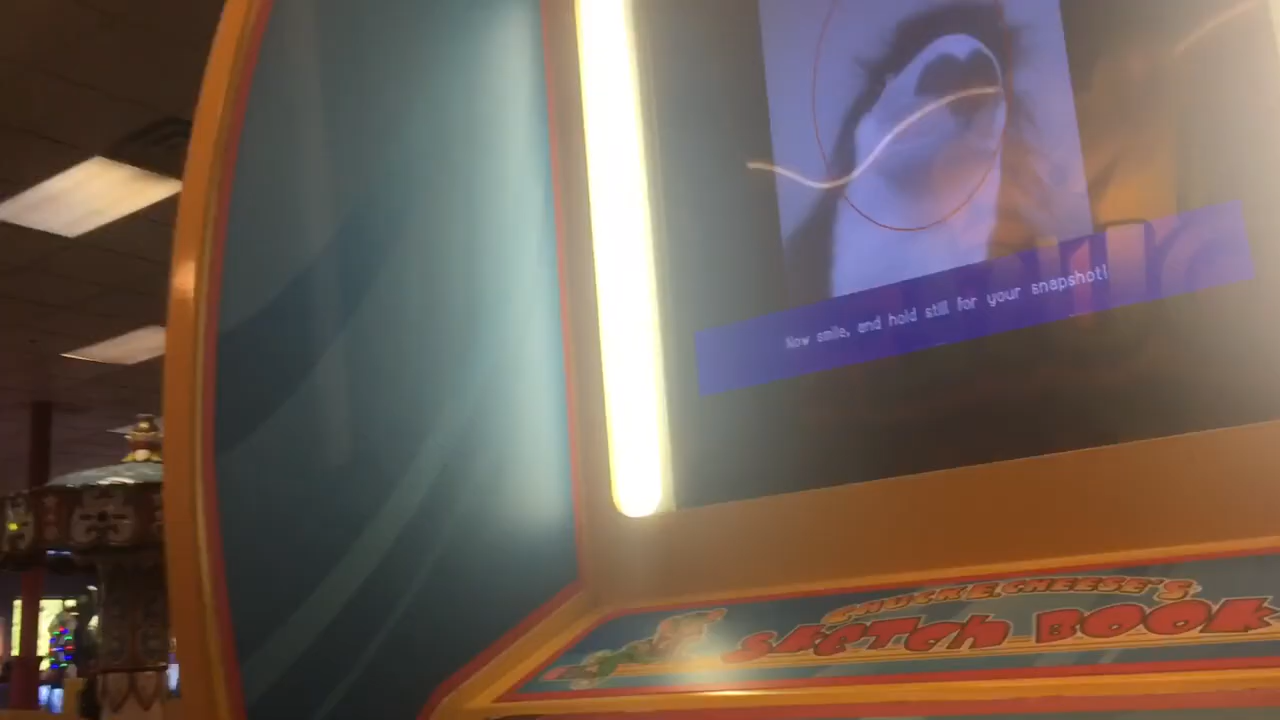 Now smile, and hold still for your snapshot!
CHUCK E. CHEESE'S
SKETCH BOOK